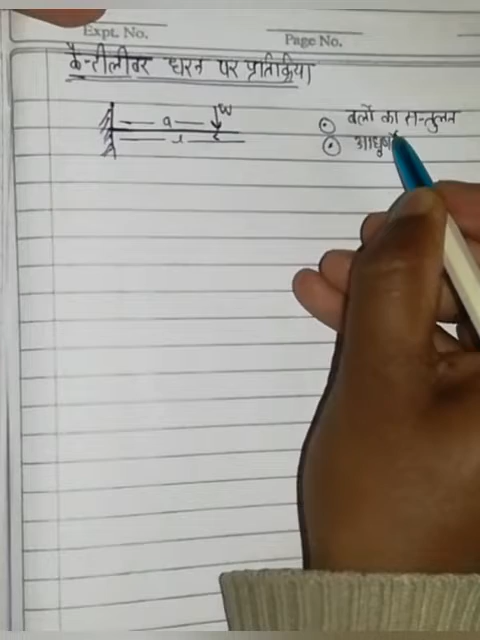 Expt. No.
Page No.
कैन्टीलीवर धरन पर प्रतिक्रिया
a
W
l
बलों का सन्तुलन
आघूर्णो